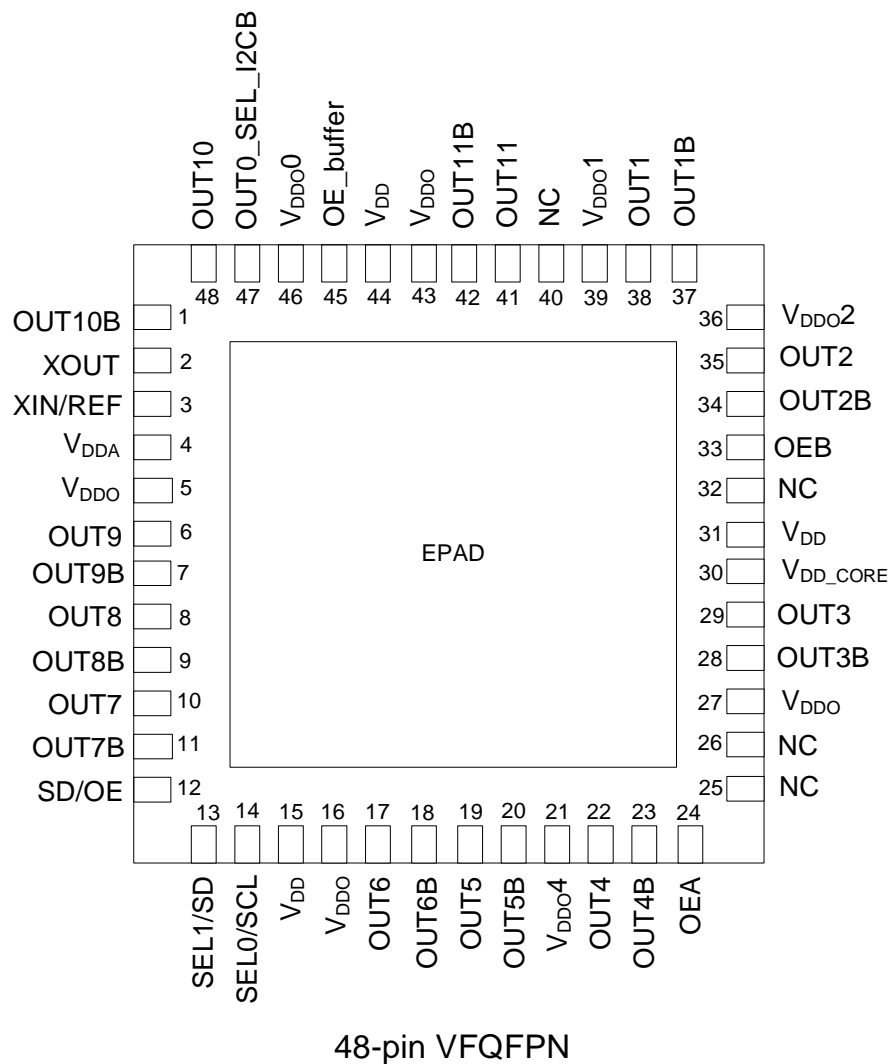 OUT10
OUT0_SEL_I2CB
VDDO0
OE_buffer
VDD
VDDO
OUT11B
OUT11
NC
VDDO1
OUT1
OUT1B
48
47
46
45
44
43
42
41
40
39
38
37
OUT10B 1
XOUT 2
XIN/REF 3
VDDA 4
VDDO 5
OUT9 6
OUT9B 7
OUT8 8
OUT8B 9
OUT7 10
OUT7B 11
SD/OE 12
EPAD
36 VDDO2
35 OUT2
34 OUT2B
33 OEB
32 NC
31 VDD
30 VDD_CORE
29 OUT3
28 OUT3B
27 VDDO
26 NC
25 NC
13
14
15
16
17
18
19
20
21
22
23
24
SEL1/SD
SEL0/SCL
VDD
VDDO
OUT6
OUT6B
OUT5
OUT5B
VDDO4
OUT4
OUT4B
OEA
48-pin VFQFPN